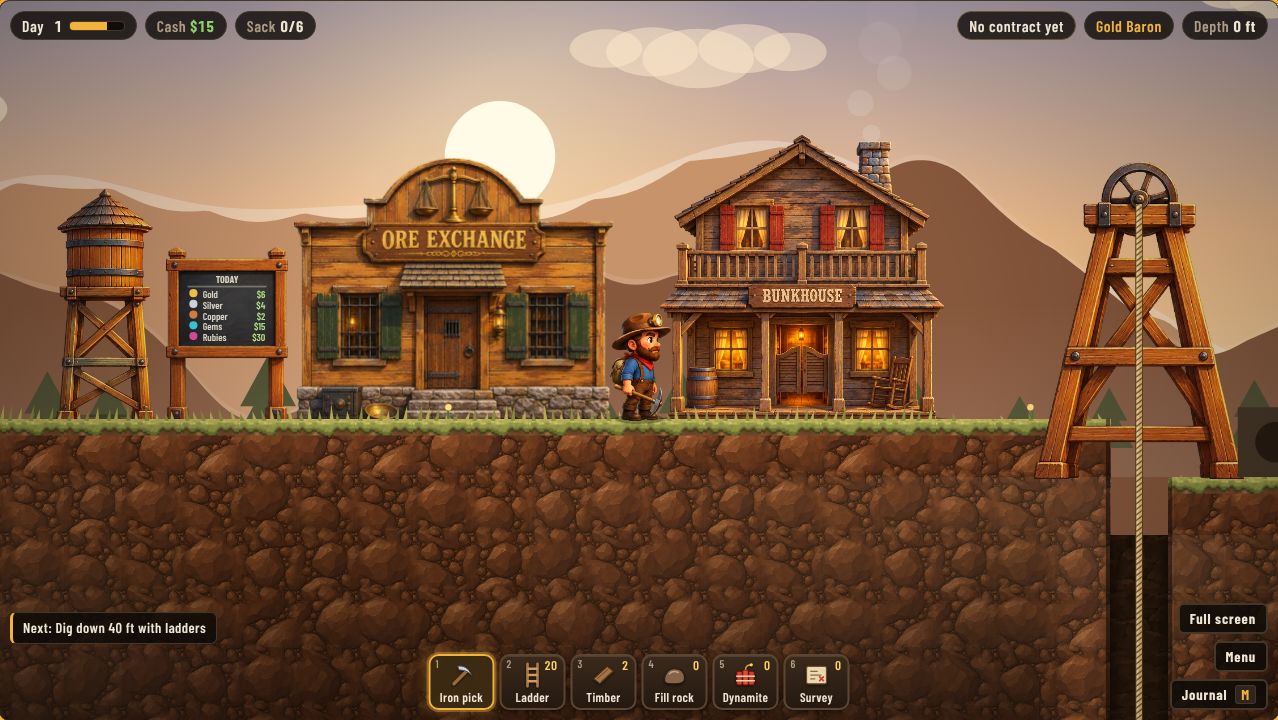 Day 1
Cash $15
Sack 0/6
No contract yet
Gold Baron
Depth 0 ft
ORE EXCHANGE
TODAY
Gold $6
Silver $4
Copper $2
Gems $15
Rubies $30
BUNKHOUSE
Next: Dig down 40 ft with ladders
Full screen
Menu
Journal M
1 Iron pick
2 20 Ladder
3 2 Timber
4 0 Fill rock
5 0 Dynamite
6 0 Survey